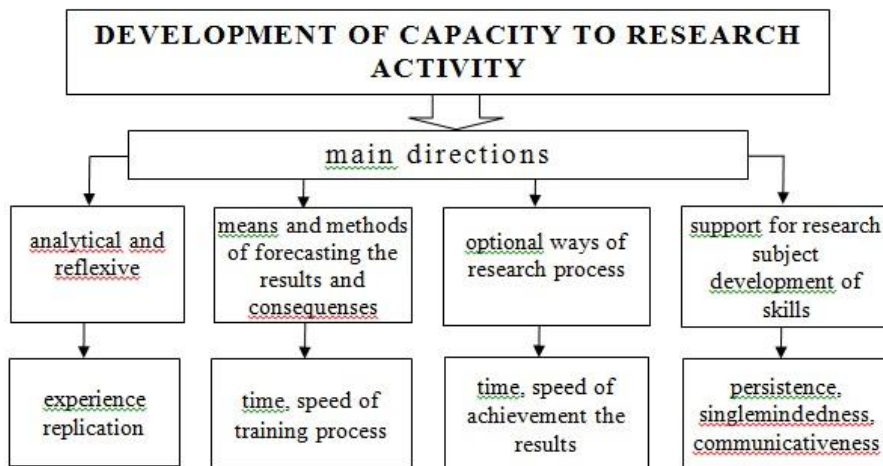 DEVELOPMENT OF CAPACITY TO RESEARCH
ACTIVITY
main directions
analytical and
reflexive
means and methods
of forecasting the
results and
consequenses
optional ways of
research process
support for research
subject
development of
skills
experience
replication
time, speed of
training process
time, speed of
achievement the
results
persistence,
singlemindedness,
communicativeness